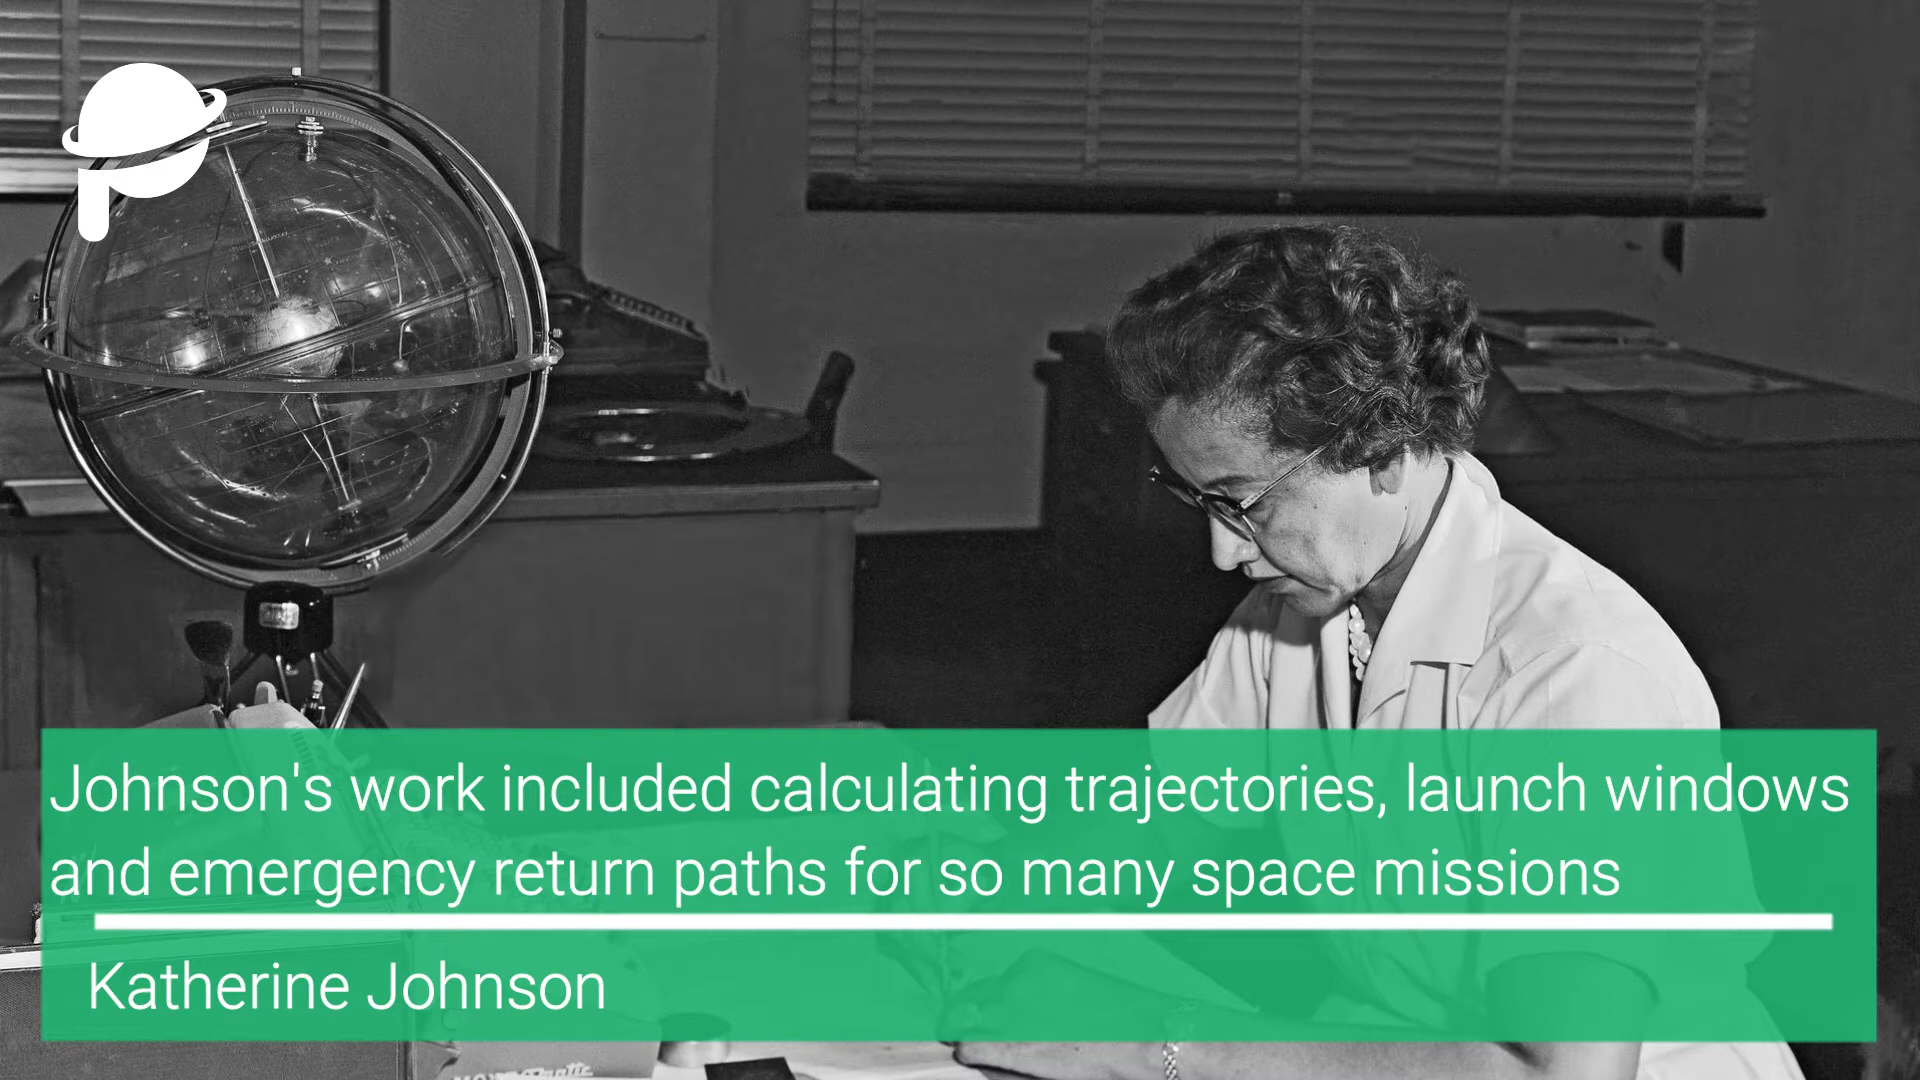 Johnson's work included calculating trajectories, launch windows
and emergency return paths for so many space missions
Katherine Johnson